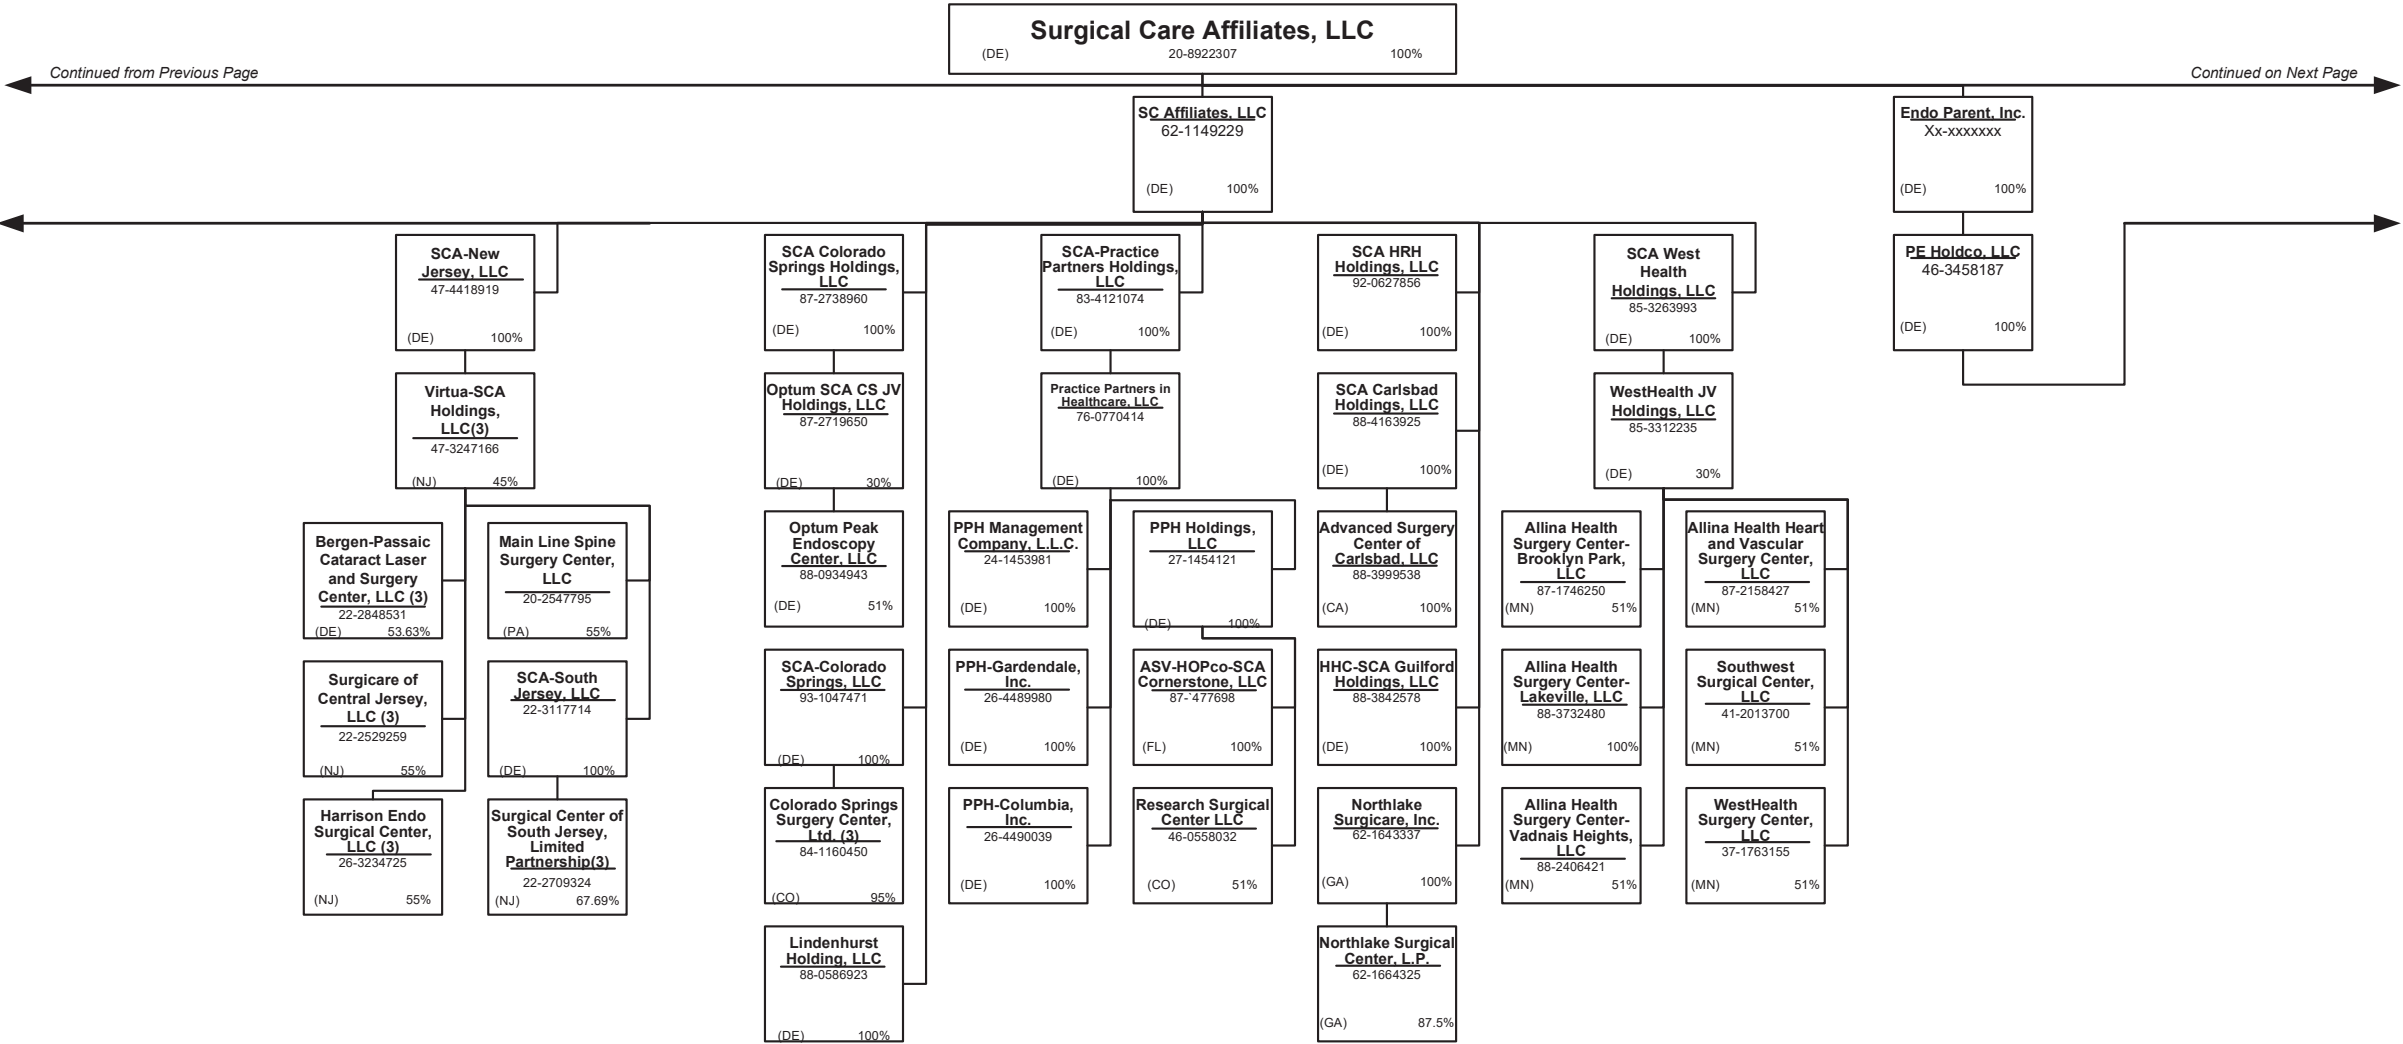 Surgical Care Affiliates, LLC
(DE) 20-8922307 100%
Continued from Previous Page
Continued on Next Page
SC Affiliates, LLC
62-1149229
(DE) 100%
Endo Parent, Inc.
Xx-xxxxxxx
(DE) 100%
SCA-New
Jersey, LLC
47-4418919
(DE) 100%
SCA Colorado
Springs Holdings,
LLC
87-2738960
(DE) 100%
SCA-Practice
Partners Holdings,
LLC
83-4121074
(DE) 100%
SCA HRH
Holdings, LLC
92-0627856
(DE) 100%
SCA West
Health
Holdings, LLC
85-3263993
(DE) 100%
PE Holdco, LLC
46-3458187
(DE) 100%
Virtua-SCA
Holdings,
LLC(3)
47-3247166
(NJ) 45%
Optum SCA CS JV
Holdings, LLC
87-2719650
(DE) 30%
Practice Partners in
Healthcare, LLC
76-0770414
(DE) 100%
SCA Carlsbad
Holdings, LLC
88-4163925
(DE) 100%
WestHealth JV
Holdings, LLC
85-3312235
(DE) 30%
Bergen-Passaic
Cataract Laser
and Surgery
Center, LLC (3)
22-2848531
(DE) 53.63%
Main Line Spine
Surgery Center,
LLC
20-2547795
(PA) 55%
Optum Peak
Endoscopy
Center, LLC
88-0934943
(DE) 51%
PPH Management
Company, L.L.C.
24-1453981
(DE) 100%
PPH Holdings,
LLC
27-1454121
(DE) 100%
Advanced Surgery
Center of
Carlsbad, LLC
88-3999538
(CA) 100%
Allina Health
Surgery Center-
Brooklyn Park,
LLC
87-1746250
(MN) 51%
Allina Health Heart
and Vascular
Surgery Center,
LLC
87-2158427
(MN) 51%
Surgicare of
Central Jersey,
LLC (3)
22-2529259
(NJ) 55%
SCA-South
Jersey, LLC
22-3117714
(DE) 100%
SCA-Colorado
Springs, LLC
93-1047471
(DE) 100%
PPH-Gardendale,
Inc.
26-4489980
(DE) 100%
ASV-HOPco-SCA
Cornerstone, LLC
87-`477698
(FL) 100%
HHC-SCA Guilford
Holdings, LLC
88-3842578
(DE) 100%
Allina Health
Surgery Center-
Lakeville, LLC
88-3732480
(MN) 100%
Southwest
Surgical Center,
LLC
41-2013700
(MN) 51%
Harrison Endo
Surgical Center,
LLC (3)
26-3234725
(NJ) 55%
Surgical Center of
South Jersey,
Limited
Partnership(3)
22-2709324
(NJ) 67.69%
Colorado Springs
Surgery Center,
Ltd. (3)
84-1160450
(CO) 95%
PPH-Columbia,
Inc.
26-4490039
(DE) 100%
Research Surgical
Center LLC
46-0558032
(CO) 51%
Northlake
Surgicare, Inc.
62-1643337
(GA) 100%
Allina Health
Surgery Center-
Vadnais Heights,
LLC
88-2406421
(MN) 51%
WestHealth
Surgery Center,
LLC
37-1763155
(MN) 51%
Lindenhurst
Holding, LLC
88-0586923
(DE) 100%
Northlake Surgical
Center, L.P.
62-1664325
(GA) 87.5%